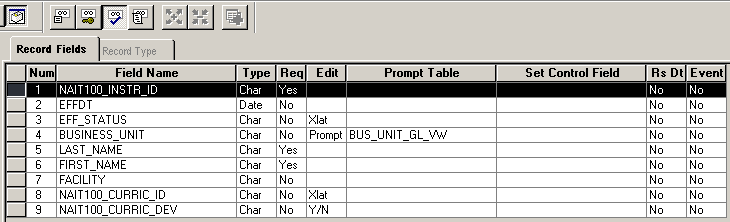 Record Fields Record Type
Num Field Name Type Req Edit Prompt Table Set Control Field Rs Dt Event
1 NAIT100_INSTR_ID Char Yes No No
2 EFFDT Date No No No
3 EFF_STATUS Char No Xlat No No
4 BUSINESS_UNIT Char No Prompt BUS_UNIT_GL_VW No No
5 LAST_NAME Char Yes No No
6 FIRST_NAME Char Yes No No
7 FACILITY Char No No No
8 NAIT100_CURRIC_ID Char No Xlat No No
9 NAIT100_CURRIC_DEV Char No Y/N No No